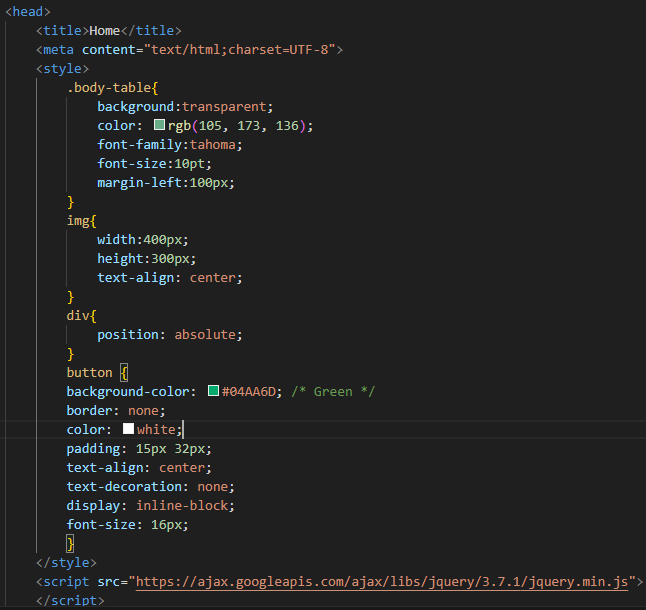 <head>
<title>Home</title>
<meta content="text/html;charset=UTF-8">
<style>
.body-table{
background:transparent;
color: rgb(105, 173, 136);
font-family:tahoma;
font-size:10pt;
margin-left:100px;
}
img{
width:400px;
height:300px;
text-align: center;
}
div{
position: absolute;
}
button {
background-color: #04AA6D; /* Green */
border: none;
color: white;
padding: 15px 32px;
text-align: center;
text-decoration: none;
display: inline-block;
font-size: 16px;
}
</style>
<script src="https://ajax.googleapis.com/ajax/libs/jquery/3.7.1/jquery.min.js">
</script>